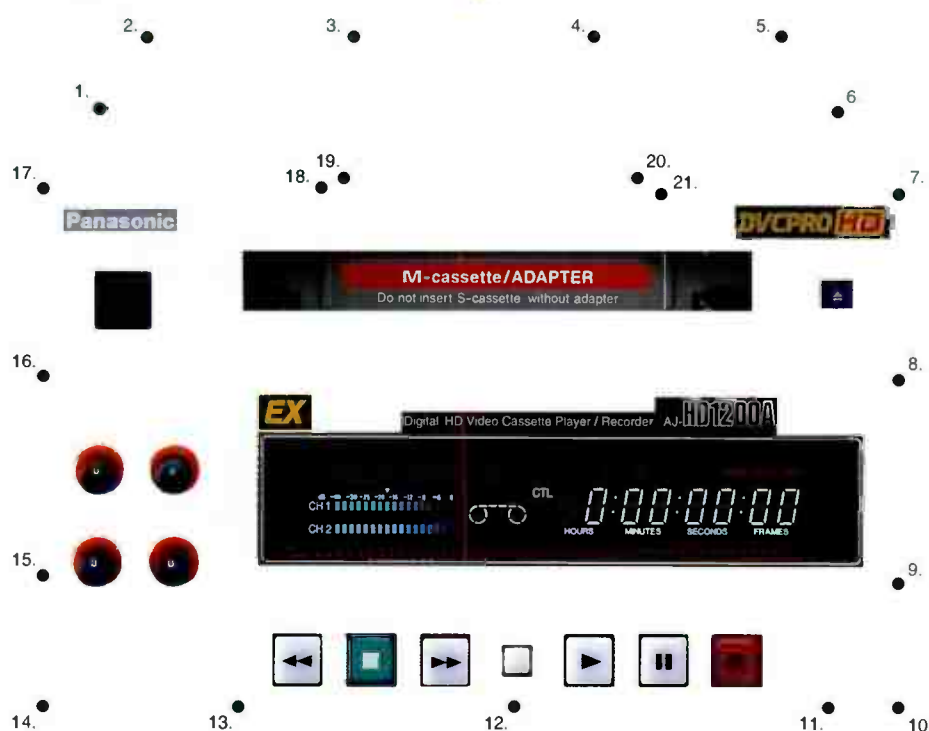 2. 3. 4. 5.
1. 6.
17. 18. 19. 20. 21. 7.
Panasonic DVCPRO HD
M-cassette/ADAPTER
Do not insert S-cassette without adapter
16. 8.
EX
Digital HD Video Cassette Player / Recorder AJ-HD1200A
CTL
CH 1
0:00:00:00
CH 2
HOURS MINUTES SECONDS FRAMES
15. 9.
14. 13. 12. 11. 10